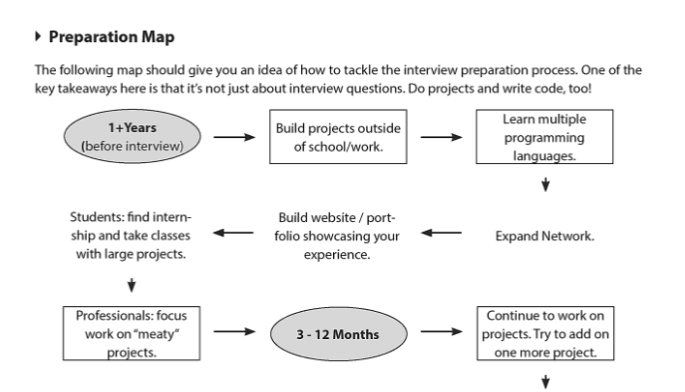 Preparation Map
The following map should give you an idea of how to tackle the interview preparation process. One of the
key takeaways here is that it's not just about interview questions. Do projects and write code, too!
1+Years
(before interview)
Build projects outside
of school/work.
Learn multiple
programming
languages.
Expand Network.
Build website / port-
folio showcasing your
experience.
Students: find intern-
ship and take classes
with large projects.
Professionals: focus
work on "meaty"
projects.
3 - 12 Months
Continue to work on
projects. Try to add on
one more project.